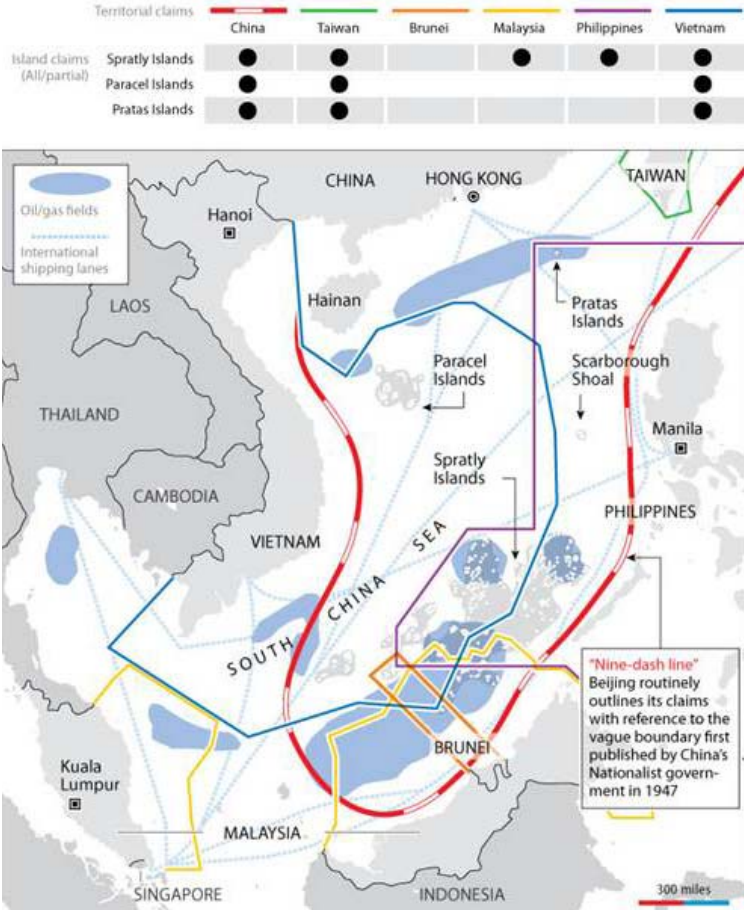 Territorial claims
China Taiwan Brunei Malaysia Philippines Vietnam
Island claims
(All/partial)
Spratly Islands
Paracel Islands
Pratas Islands
Oil/gas fields
International
shipping lanes
CHINA
HONG KONG
TAIWAN
Hanoi
LAOS
Hainan
Pratas
Islands
Paracel
Islands
Scarborough
Shoal
THAILAND
Manila
Spratly
Islands
CAMBODIA
VIETNAM
PHILIPPINES
SOUTH CHINA SEA
"Nine-dash line"
Beijing routinely
outlines its claims
with reference to the
vague boundary first
published by China's
Nationalist govern-
ment in 1947
BRUNEI
Kuala
Lumpur
MALAYSIA
SINGAPORE
INDONESIA
300 miles